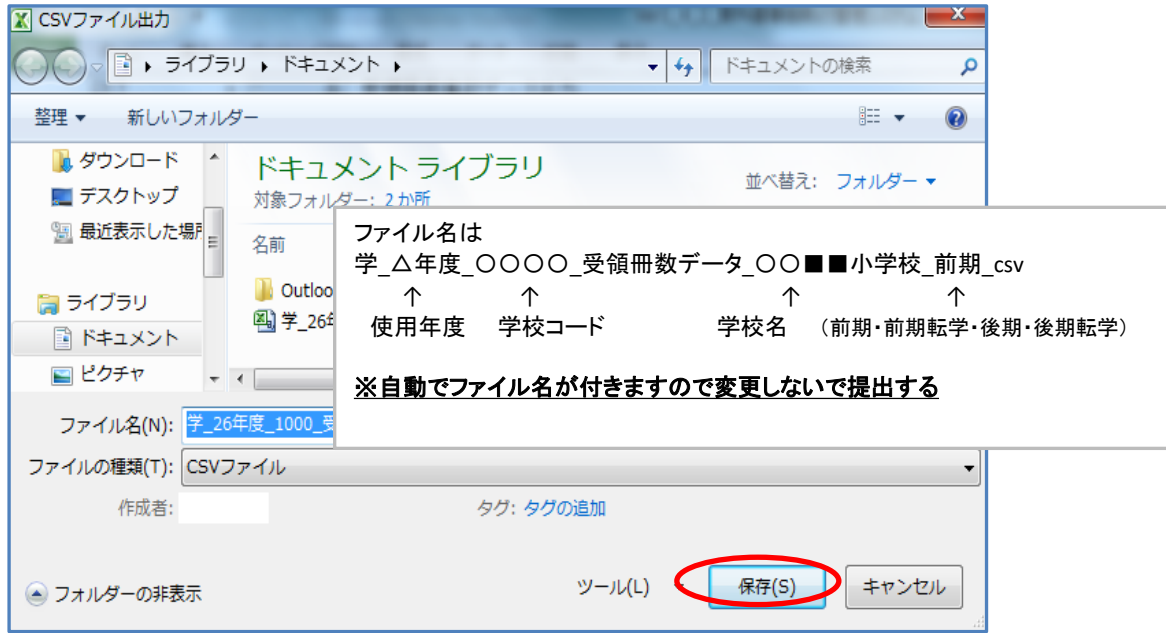 CSVファイル出力
ライブラリ ▸ ドキュメント ▸
ドキュメントの検索
整理 ▼ 新しいフォルダー
ダウンロード
デスクトップ
最近表示した場所
ライブラリ
ドキュメント
ピクチャ
ドキュメント ライブラリ
対象フォルダー: 2 か所
並べ替え: フォルダー ▼
名前
Outloo
学_26年
ファイル名は
学_△年度_〇〇〇〇_受領冊数データ_〇〇■■小学校_前期_csv
↑ ↑ ↑ ↑
使用年度 学校コード 学校名 (前期・前期転学・後期・後期転学)
※自動でファイル名が付きますので変更しないで提出する
ファイル名(N): 学_26年度_1000_受
ファイルの種類(T): CSVファイル
作成者:
タグ: タグの追加
フォルダーの非表示
ツール(L)
保存(S)
キャンセル